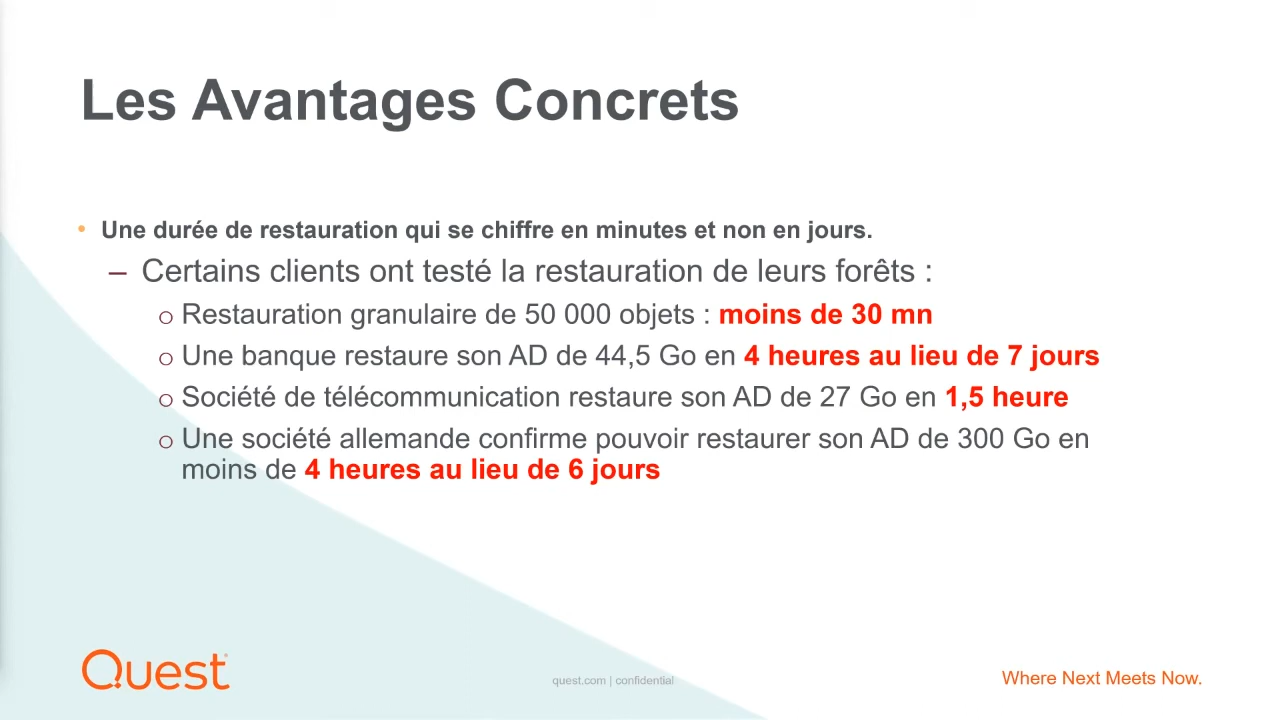 Les Avantages Concrets
• Une durée de restauration qui se chiffre en minutes et non en jours.
– Certains clients ont testé la restauration de leurs forêts :
o Restauration granulaire de 50 000 objets : moins de 30 mn
o Une banque restaure son AD de 44,5 Go en 4 heures au lieu de 7 jours
o Société de télécommunication restaure son AD de 27 Go en 1,5 heure
o Une société allemande confirme pouvoir restaurer son AD de 300 Go en
moins de 4 heures au lieu de 6 jours
Quest
quest.com | confidential
Where Next Meets Now.